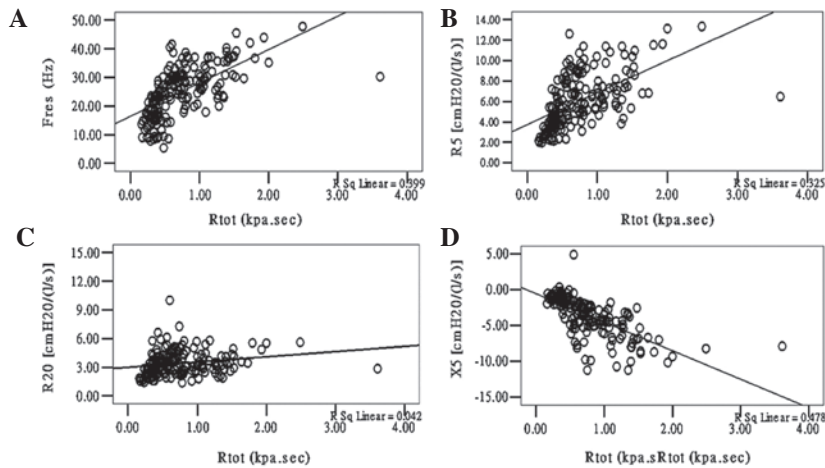 A
Fres (Hz)
50.00
40.00
30.00
20.00
10.00
0.00
R Sq Linear = 0.399
0.00 1.00 2.00 3.00 4.00
Rtot (kpa.sec)
B
R5 [cmH20/(l/s)]
14.00
12.00
10.00
8.00
6.00
4.00
2.00
0.00
R Sq Linear = 0.325
0.00 1.00 2.00 3.00 4.00
Rtot (kpa.sec)
C
R20 [cmH20/(l/s)]
15.00
12.00
9.00
6.00
3.00
0.00
R Sq Linear = 0.042
0.00 1.00 2.00 3.00 4.00
Rtot (kpa.sec)
D
X5 [cmH20/(l/s)]
5.00
0.00
-5.00
-10.00
-15.00
R Sq Linear = 0.478
0.00 1.00 2.00 3.00 4.00
Rtot (kpa.sRtot (kpa.sec)